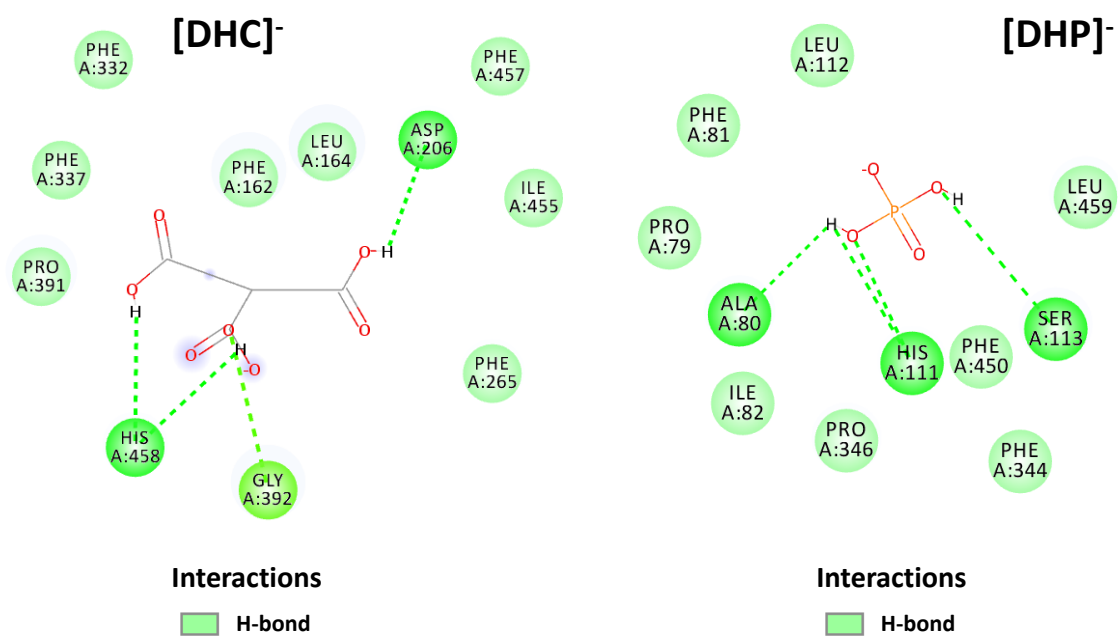 [DHC]-
PHE
A:332
PHE
A:457
ASP
A:206
LEU
A:164
PHE
A:337
PHE
A:162
ILE
A:455
O
O- H
PRO
A:391
O
H
O
O
O
H
-O
PHE
A:265
HIS
A:458
GLY
A:392
Interactions
H-bond
[DHP]-
LEU
A:112
PHE
A:81
-O
O
H
LEU
A:459
P
H
O
O
PRO
A:79
ALA
A:80
SER
A:113
HIS
A:111
PHE
A:450
ILE
A:82
PRO
A:346
PHE
A:344
Interactions
H-bond